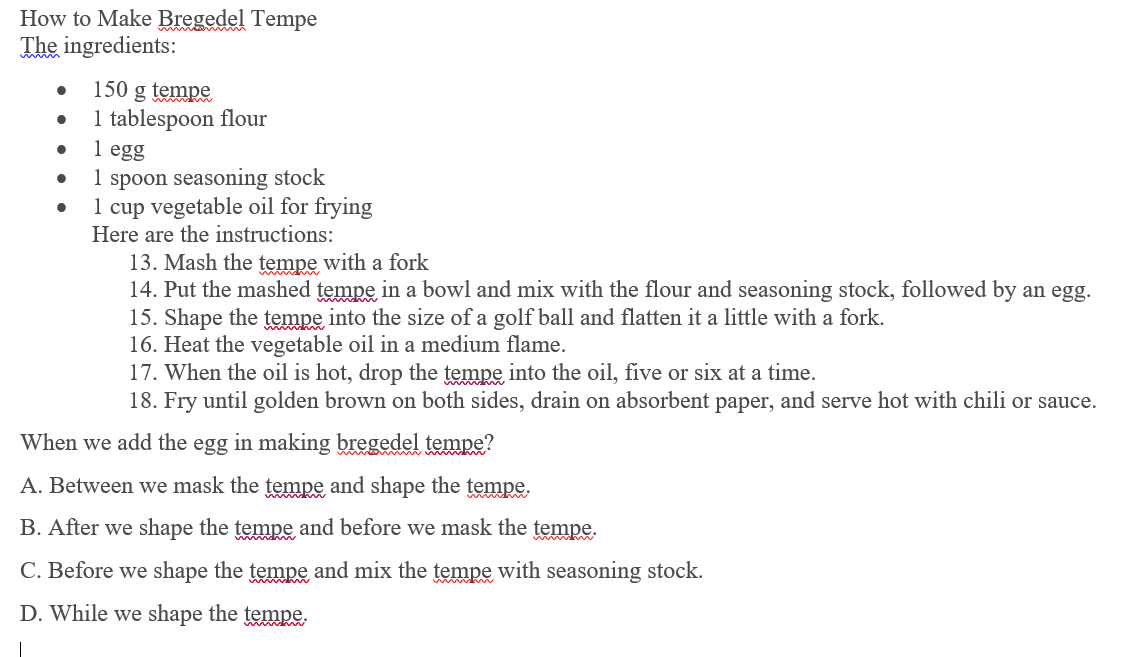 How to Make Bregedel Tempe
The ingredients:
• 150 g tempe
• 1 tablespoon flour
• 1 egg
• 1 spoon seasoning stock
• 1 cup vegetable oil for frying
Here are the instructions:
13. Mash the tempe with a fork
14. Put the mashed tempe in a bowl and mix with the flour and seasoning stock, followed by an egg.
15. Shape the tempe into the size of a golf ball and flatten it a little with a fork.
16. Heat the vegetable oil in a medium flame.
17. When the oil is hot, drop the tempe into the oil, five or six at a time.
18. Fry until golden brown on both sides, drain on absorbent paper, and serve hot with chili or sauce.
When we add the egg in making bregedel tempe?
A. Between we mask the tempe and shape the tempe.
B. After we shape the tempe and before we mask the tempe.
C. Before we shape the tempe and mix the tempe with seasoning stock.
D. While we shape the tempe.